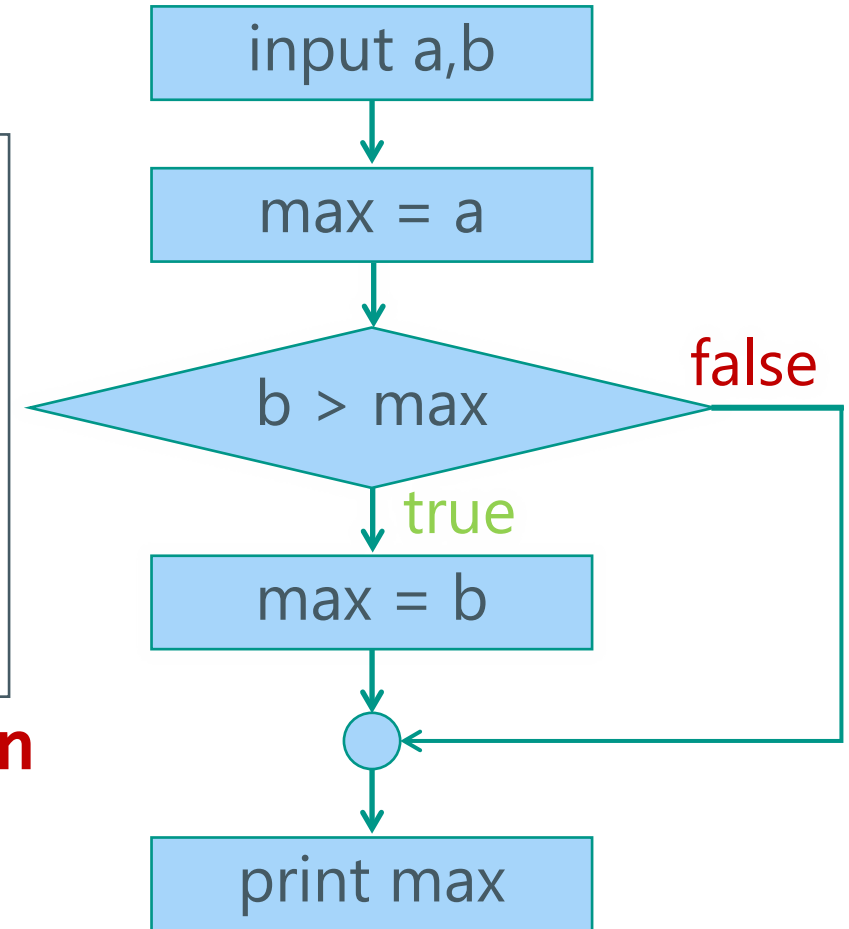 input a,b
max = a
b > max
false
true
max = b
n
print max